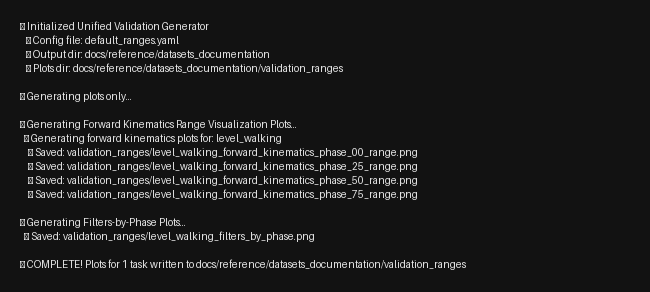 Initialized Unified Validation Generator
Config file: default_ranges.yaml
Output dir: docs/reference/datasets_documentation
Plots dir: docs/reference/datasets_documentation/validation_ranges
Generating plots only...
Generating Forward Kinematics Range Visualization Plots...
Generating forward kinematics plots for: level_walking
Saved: validation_ranges/level_walking_forward_kinematics_phase_00_range.png
Saved: validation_ranges/level_walking_forward_kinematics_phase_25_range.png
Saved: validation_ranges/level_walking_forward_kinematics_phase_50_range.png
Saved: validation_ranges/level_walking_forward_kinematics_phase_75_range.png
Generating Filters-by-Phase Plots...
Saved: validation_ranges/level_walking_filters_by_phase.png
COMPLETE! Plots for 1 task written to docs/reference/datasets_documentation/validation_ranges